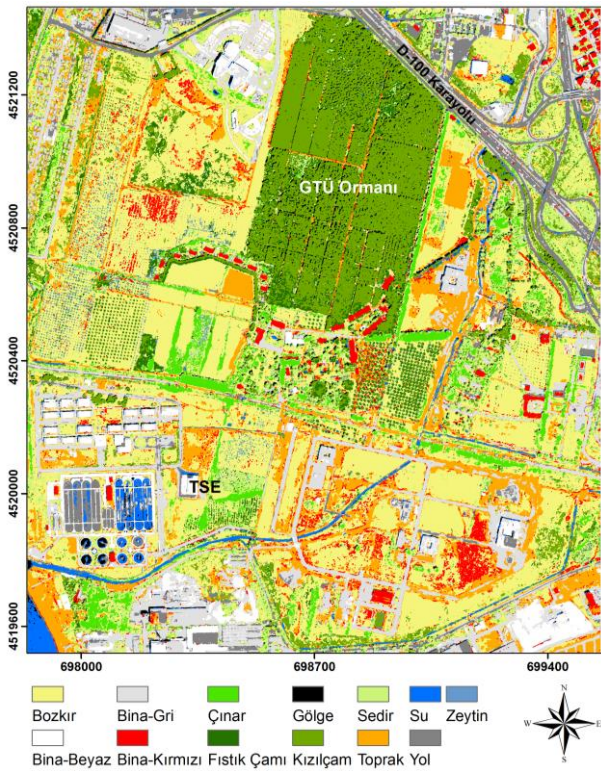 4521200
4520800
4520400
4520000
4519600
D-100 Karayolu
GTÜ Ormanı
TSE
698000 698700 699400
Bozkır Bina-Gri Çınar Gölge Sedir Su Zeytin
Bina-Beyaz Bina-Kırmızı Fıstık Çamı Kızılçam Toprak Yol
N
W E
S